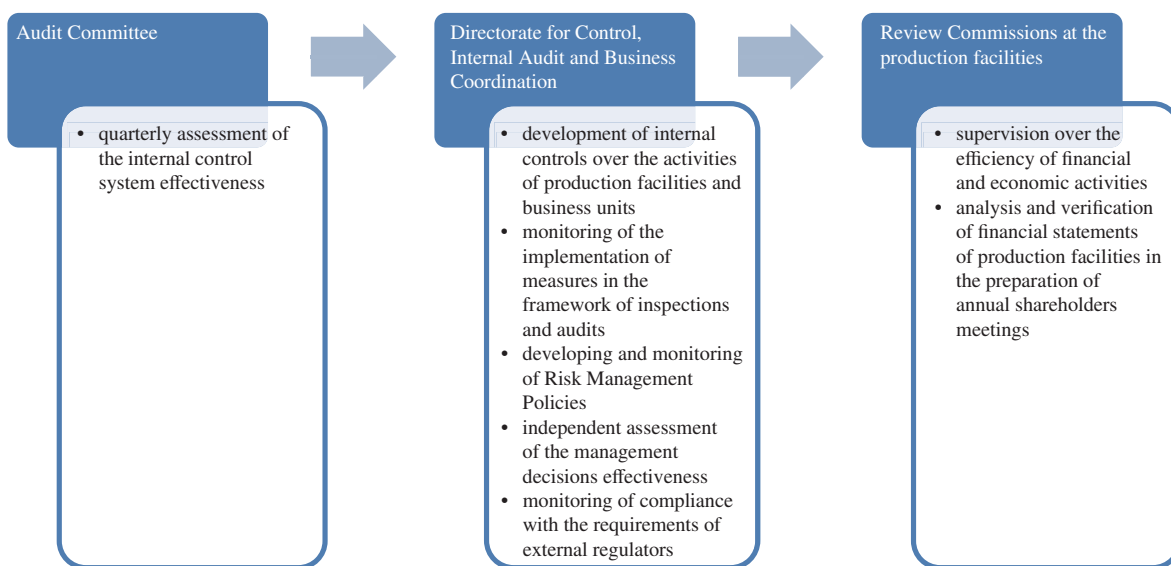 Audit Committee
• quarterly assessment of
the internal control
system effectiveness
Directorate for Control,
Internal Audit and Business
Coordination
• development of internal
controls over the activities
of production facilities and
business units
• monitoring of the
implementation of
measures in the
framework of inspections
and audits
• developing and monitoring
of Risk Management
Policies
• independent assessment
of the management
decisions effectiveness
• monitoring of compliance
with the requirements of
external regulators
Review Commissions at the
production facilities
• supervision over the
efficiency of financial
and economic activities
• analysis and verification
of financial statements
of production facilities in
the preparation of
annual shareholders
meetings